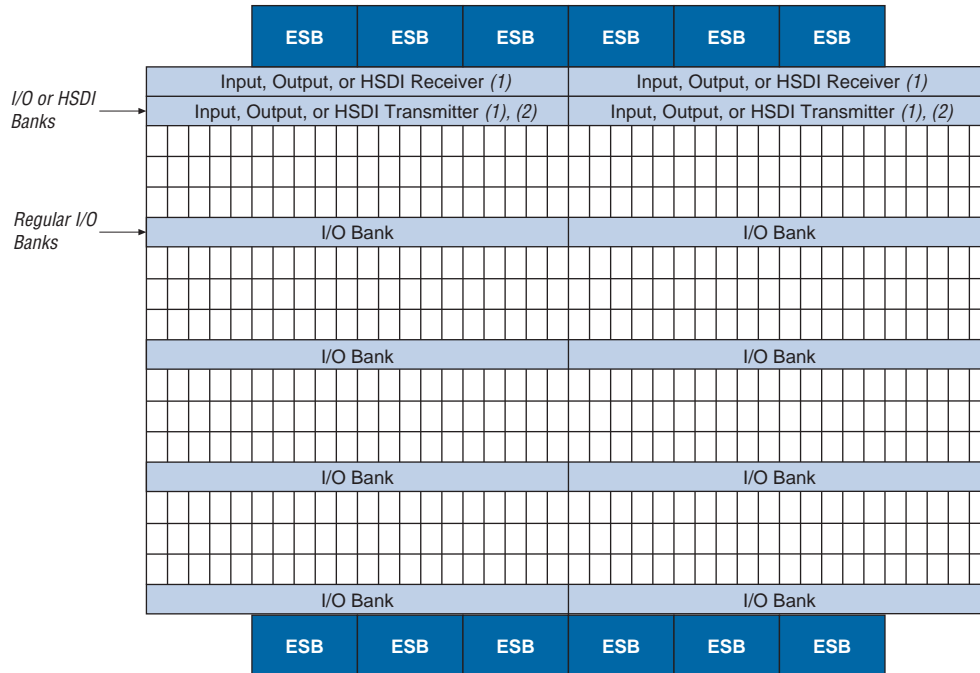 ESB ESB ESB ESB ESB ESB
Input, Output, or HSDI Receiver (1) Input, Output, or HSDI Receiver (1)
I/O or HSDI
Banks
Input, Output, or HSDI Transmitter (1), (2) Input, Output, or HSDI Transmitter (1), (2)
Regular I/O
Banks
I/O Bank I/O Bank
I/O Bank I/O Bank
I/O Bank I/O Bank
I/O Bank I/O Bank
ESB ESB ESB ESB ESB ESB